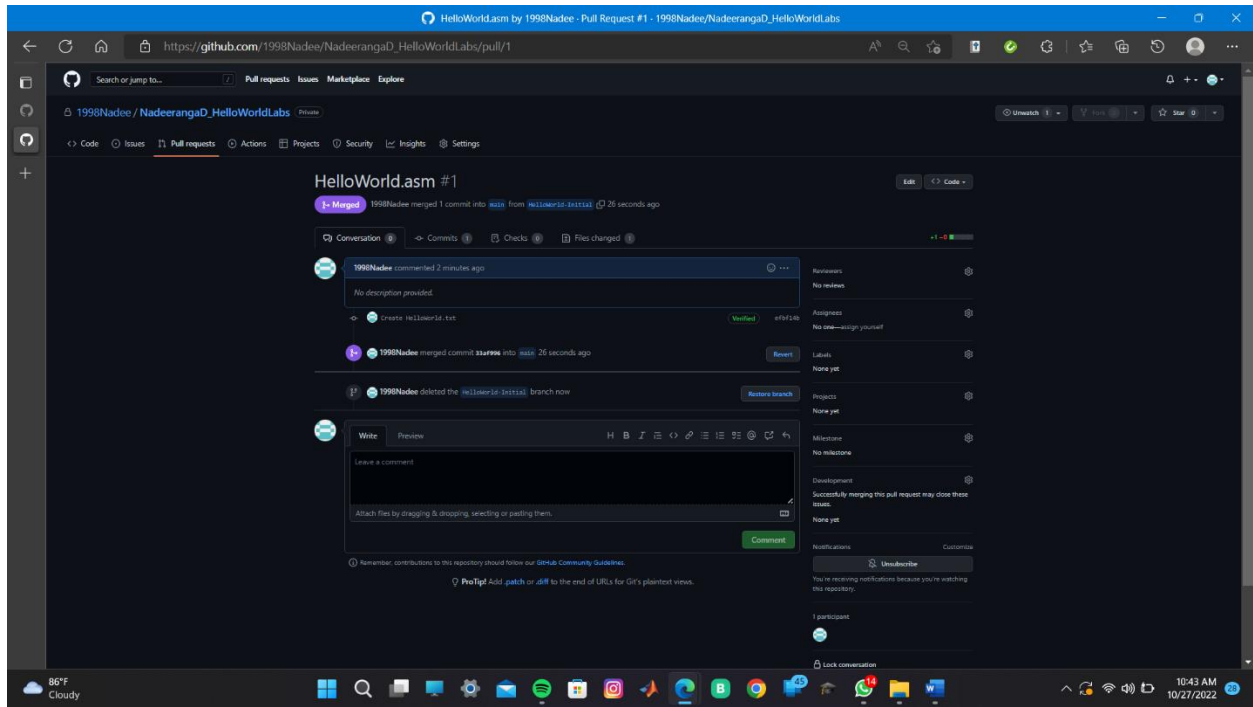 HelloWorld.asm by 1998Nadee · Pull Request #1 · 1998Nadee/NadeerangaD_HelloWorldLabs
https://github.com/1998Nadee/NadeerangaD_HelloWorldLabs/pull/1
Search or jump to... / Pull requests Issues Marketplace Explore
1998Nadee / NadeerangaD_HelloWorldLabs Private Unwatch 1 Fork 0 Star 0
Code Issues Pull requests Actions Projects Security Insights Settings
HelloWorld.asm #1 Edit Code
Merged 1998Nadee merged 1 commit into main from HelloWorld-Initial 26 seconds ago
Conversation 0 Commits 1 Checks 0 Files changed 1 +1 −0
1998Nadee commented 2 minutes ago
No description provided.
Create HelloWorld.txt Verified efbf14b
1998Nadee merged commit 33af996 into main 26 seconds ago Revert
1998Nadee deleted the HelloWorld-Initial branch now Restore branch
Write Preview
Leave a comment
Attach files by dragging & dropping, selecting or pasting them.
Comment
Remember, contributions to this repository should follow our GitHub Community Guidelines.
ProTip! Add .patch or .diff to the end of URLs for Git's plaintext views.
Reviewers
No reviews
Assignees
No one—assign yourself
Labels
None yet
Projects
None yet
Milestone
No milestone
Development
Successfully merging this pull request may close these
issues.
None yet
Notifications Customize
Unsubscribe
You're receiving notifications because you're watching
this repository.
1 participant
Lock conversation
86°F
Cloudy
45
14
10:43 AM
10/27/2022
28